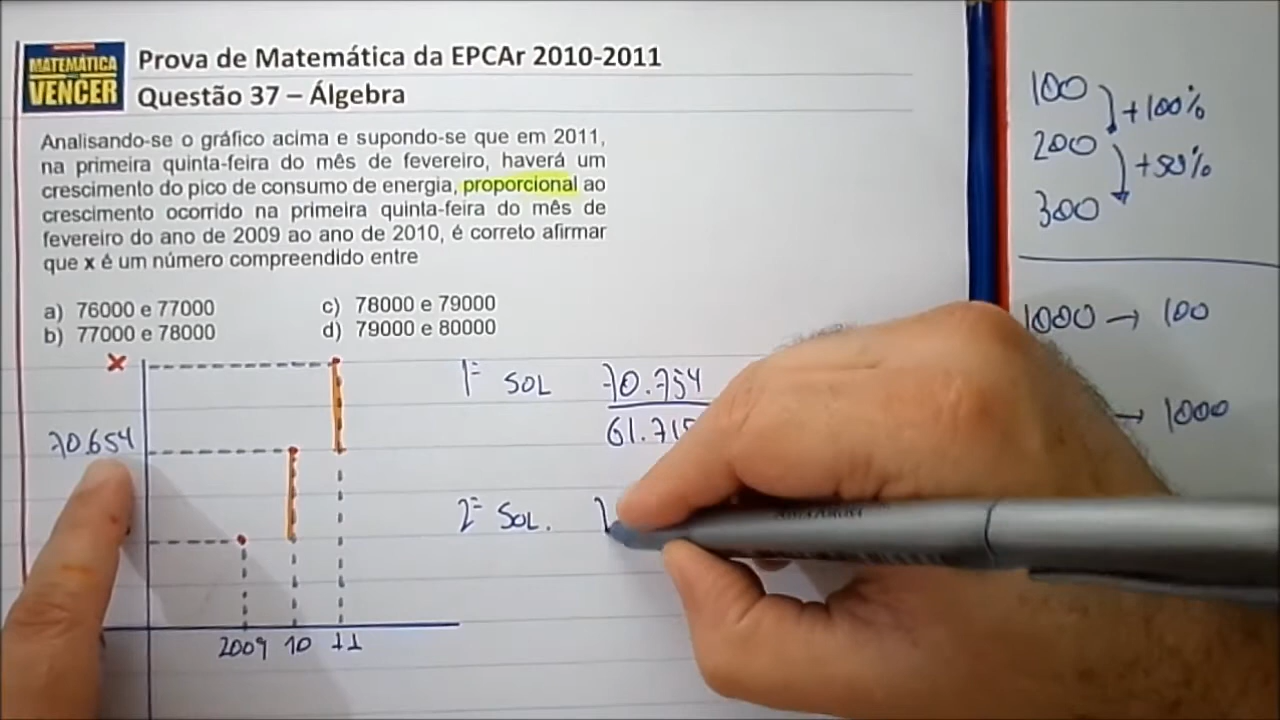 MATEMÁTICA
VENCER
Prova de Matemática da EPCAr 2010-2011
Questão 37 – Álgebra
Analisando-se o gráfico acima e supondo-se que em 2011,
na primeira quinta-feira do mês de fevereiro, haverá um
crescimento do pico de consumo de energia, proporcional ao
crescimento ocorrido na primeira quinta-feira do mês de
fevereiro do ano de 2009 ao ano de 2010, é correto afirmar
que x é um número compreendido entre
a) 76000 e 77000
b) 77000 e 78000
c) 78000 e 79000
d) 79000 e 80000
x
70.654
2009 10 11
1ª SOL 70.754
61.715
2ª SOL.
100
+100%
200
+50%
300
1000 → 100
→ 1000